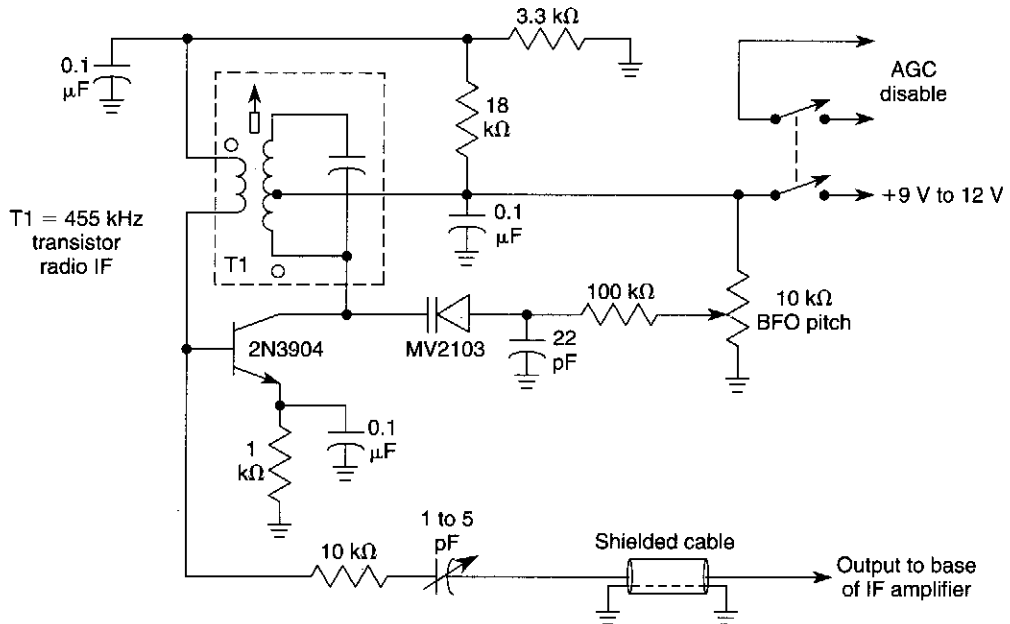 3.3 kΩ
0.1
μF
AGC
disable
18
kΩ
+9 V to 12 V
0.1
μF
T1 = 455 kHz
transistor
radio IF
T1
100 kΩ
10 kΩ
BFO pitch
2N3904
MV2103
22
pF
0.1
μF
1
kΩ
1 to 5
pF
10 kΩ
Shielded cable
Output to base
of IF amplifier